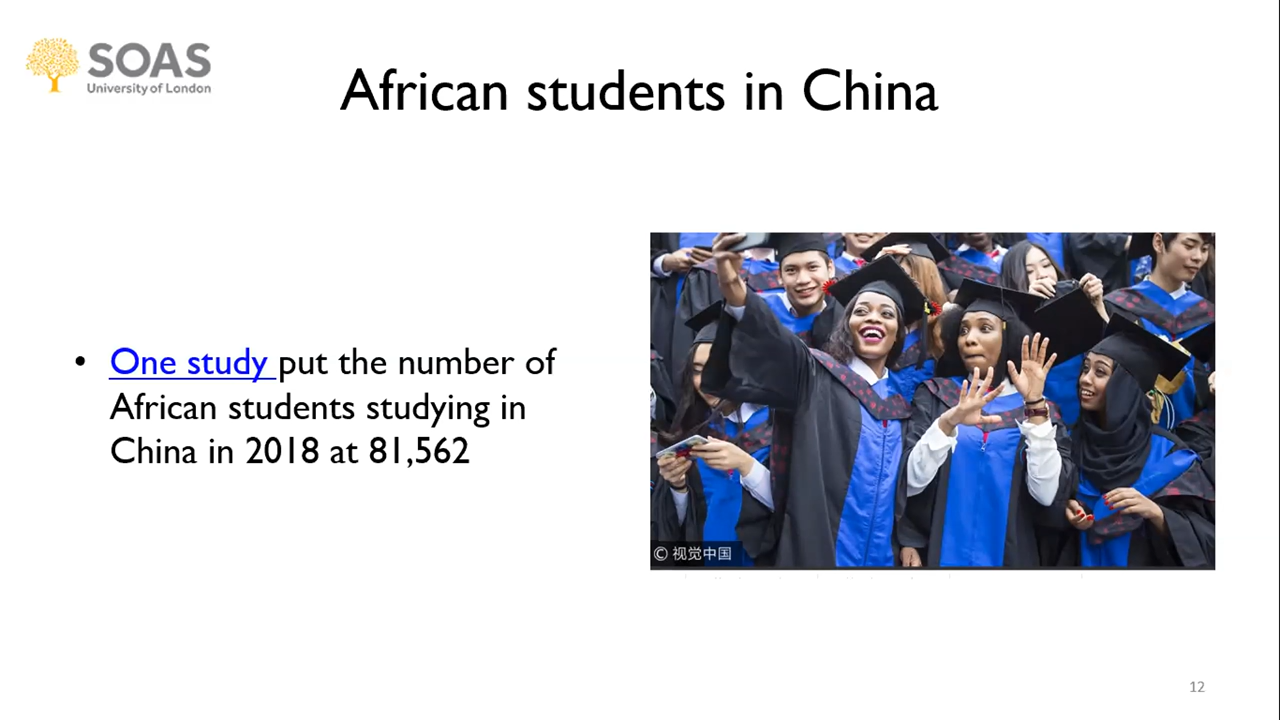 SOAS
University of London
African students in China
• One study put the number of
African students studying in
China in 2018 at 81,562
© 视觉中国
12